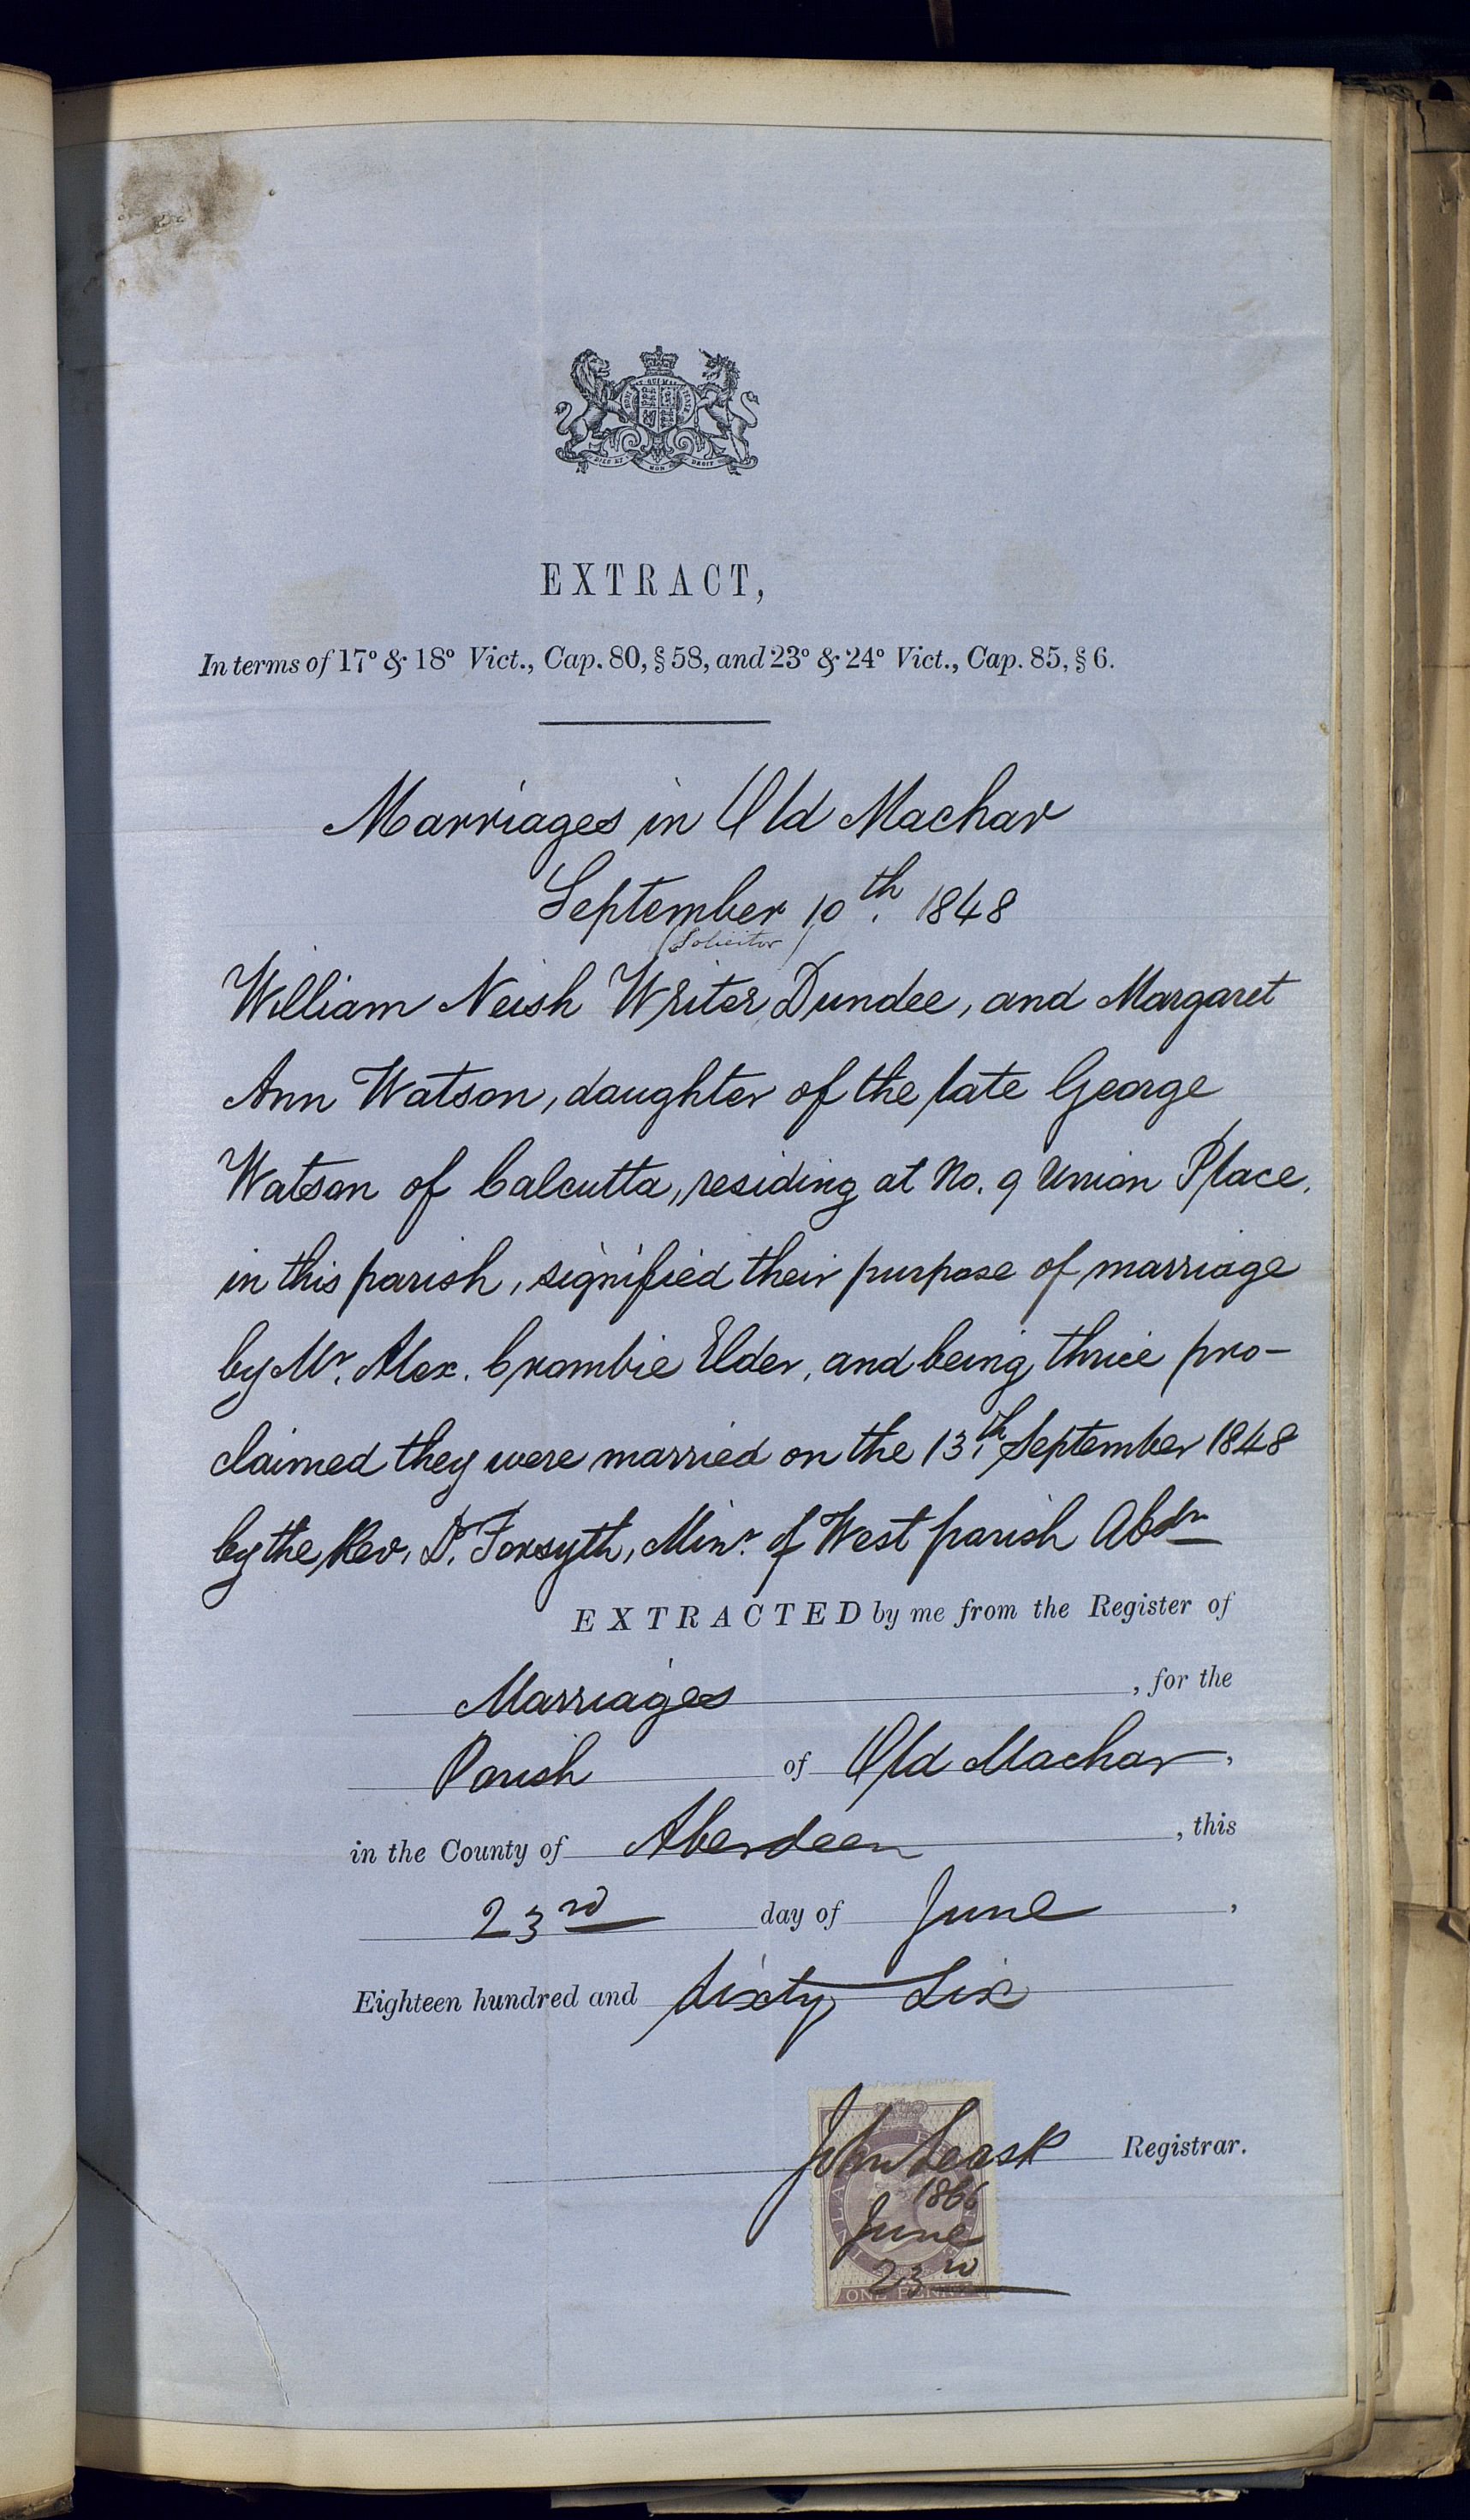 DIEU ET MON DROIT
EXTRACT,
In terms of 17° & 18° Vict., Cap. 80, § 58, and 23° & 24° Vict., Cap. 85, § 6.
Marriages in Old Machar
September 10th. 1848
(Solicitor)
William Neish Writer Dundee, and Margaret
Ann Watson, daughter of the late George
Watson of Calcutta, residing at No. 9 Union Place,
in this parish, signified their purpose of marriage
by Mr. Alex. Crombie Elder, and being thrice pro-
claimed they were married on the 13th. September 1848
by the Rev. Dr. Forsyth, Minr. of West parish Abdn
EXTRACTED by me from the Register of
Marriages, for the
Parish of Old Machar,
in the County of Aberdeen, this
23rd day of June,
Eighteen hundred and Sixty Six
John Leask Registrar.
1866
June
23rd
ONE PENNY